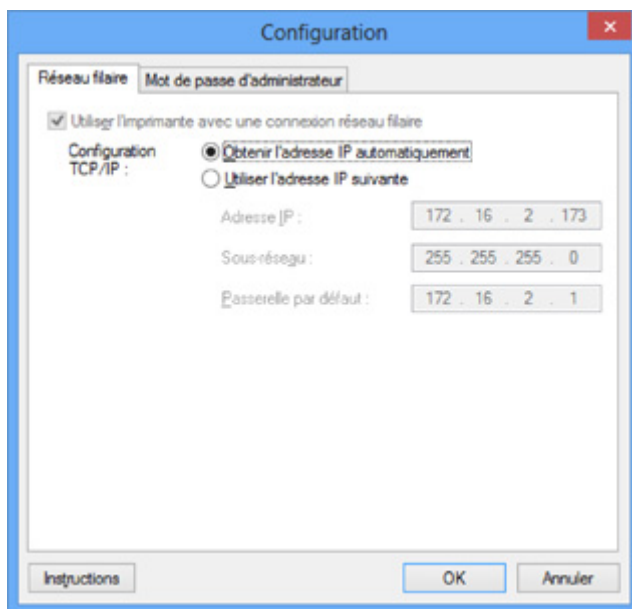 Configuration
Réseau filaire
Mot de passe d'administrateur
Utiliser l'imprimante avec une connexion réseau filaire
Configuration TCP/IP :
Obtenir l'adresse IP automatiquement
Utiliser l'adresse IP suivante
Adresse IP :
172 . 16 . 2 . 173
Sous-réseau :
255 . 255 . 255 . 0
Passerelle par défaut :
172 . 16 . 2 . 1
Instructions
OK
Annuler